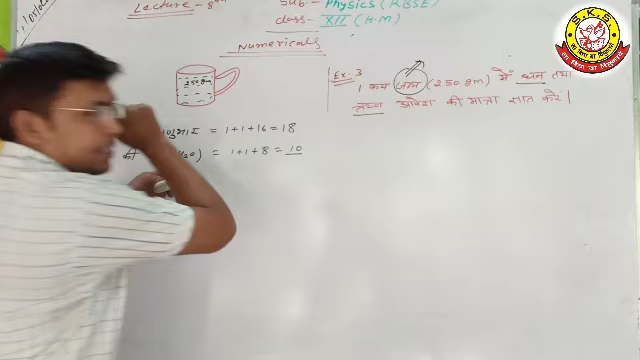 Lecture - 8
Sub:- Physics (RBSE)
class:- XII (H.M)
Numericals
250gm
Ex. 3
1 कप जल (250 gm) में धन तथा
ऋण आवेश की मात्रा ज्ञात करें।
णुभार = 1+1+16 = 18
= 1+1+8 = 10
S.K.S.